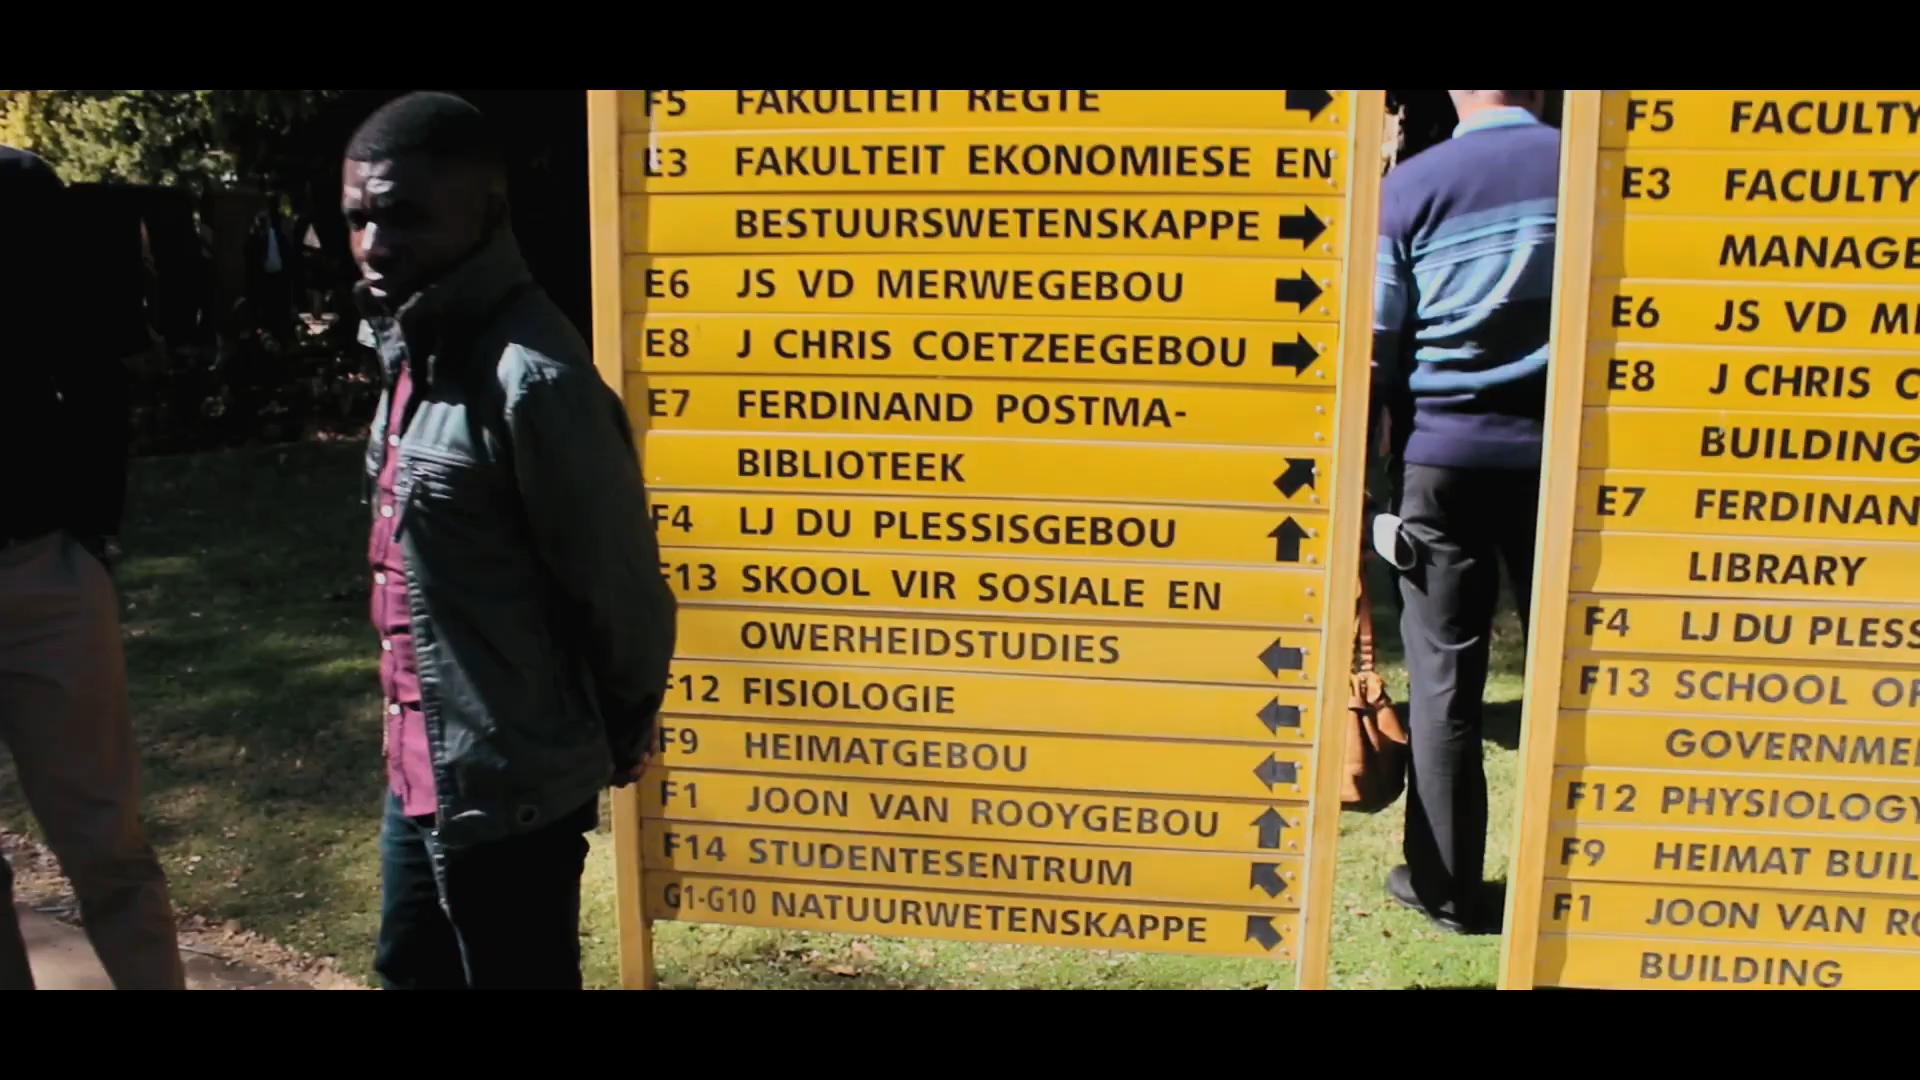 F5 FAKULTEIT REGTE
E3 FAKULTEIT EKONOMIESE EN
BESTUURSWETENSKAPPE
E6 JS VD MERWEGEBOU
E8 J CHRIS COETZEEGEBOU
E7 FERDINAND POSTMA-
BIBLIOTEEK
F4 LJ DU PLESSISGEBOU
F13 SKOOL VIR SOSIALE EN
OWERHEIDSTUDIES
F12 FISIOLOGIE
F9 HEIMATGEBOU
F1 JOON VAN ROOYGEBOU
F14 STUDENTESENTRUM
G1-G10 NATUURWETENSKAPPE
F5 FACULTY
E3 FACULTY
MANAGE
E6 JS VD M
E8 J CHRIS C
BUILDING
E7 FERDINAN
LIBRARY
F4 LJ DU PLESS
F13 SCHOOL OF
GOVERNME
F12 PHYSIOLOGY
F9 HEIMAT BUIL
F1 JOON VAN RO
BUILDING